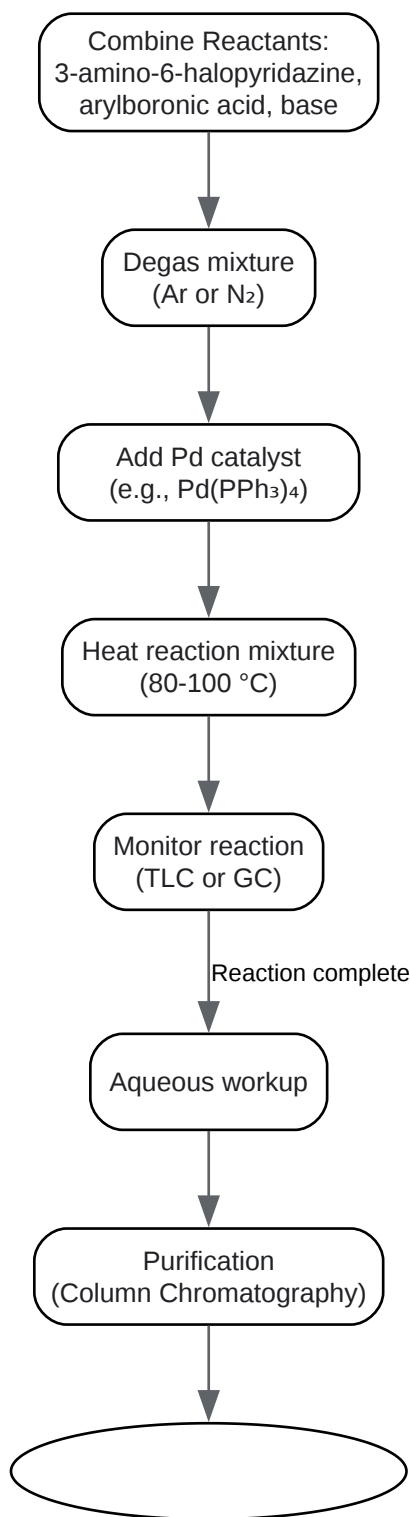 Combine Reactants:
3-amino-6-halopyridazine,
arylboronic acid, base
Degas mixture
(Ar or N₂)
Add Pd catalyst
(e.g., Pd(PPh₃)₄)
Heat reaction mixture
(80-100 °C)
Monitor reaction
(TLC or GC)
Reaction complete
Aqueous workup
Purification
(Column Chromatography)